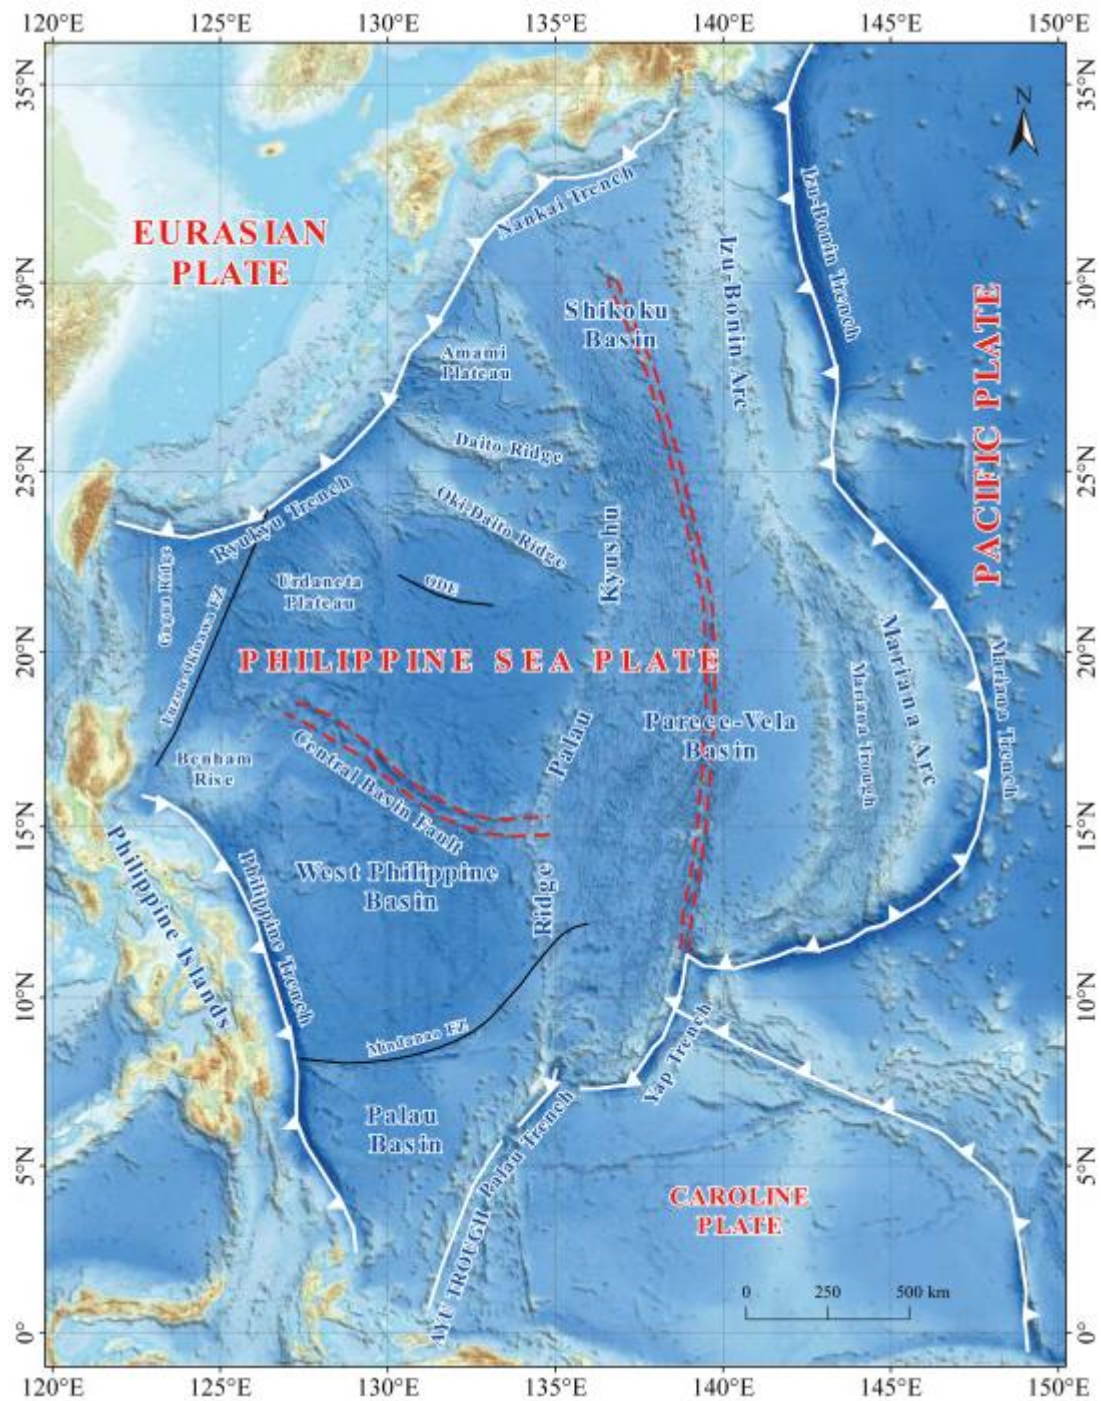 120°E 125°E 130°E 135°E 140°E 145°E 150°E
35°N 35°N
N
Nankai Trench
Izu-Bonin Trench
EURASIAN
PLATE
Izu-Bonin Arc
30°N 30°N
Shikoku
Basin
PACIFIC PLATE
Amami
Plateau
Daito Ridge
25°N 25°N
Oki-Daito Ridge
Ryukyu Trench
Kyushu
Gagua Ridge
Urdaneta
Plateau
ODE
Luzon-Okinawa FZ
20°N 20°N
PHILIPPINE SEA PLATE
Mariana Arc
Mariana Trough
Mariana Trench
Palau
Parece-Vela
Basin
Benham
Rise
Central Basin Fault
15°N 15°N
Philippine Islands
Philippine Trench
West Philippine
Basin
Ridge
10°N 10°N
Mindanao FZ
Yap Trench
Palau
Basin
Palau Trench
5°N 5°N
CAROLINE
PLATE
AYU TROUGH
0 250 500 km
0° 0°
120°E 125°E 130°E 135°E 140°E 145°E 150°E